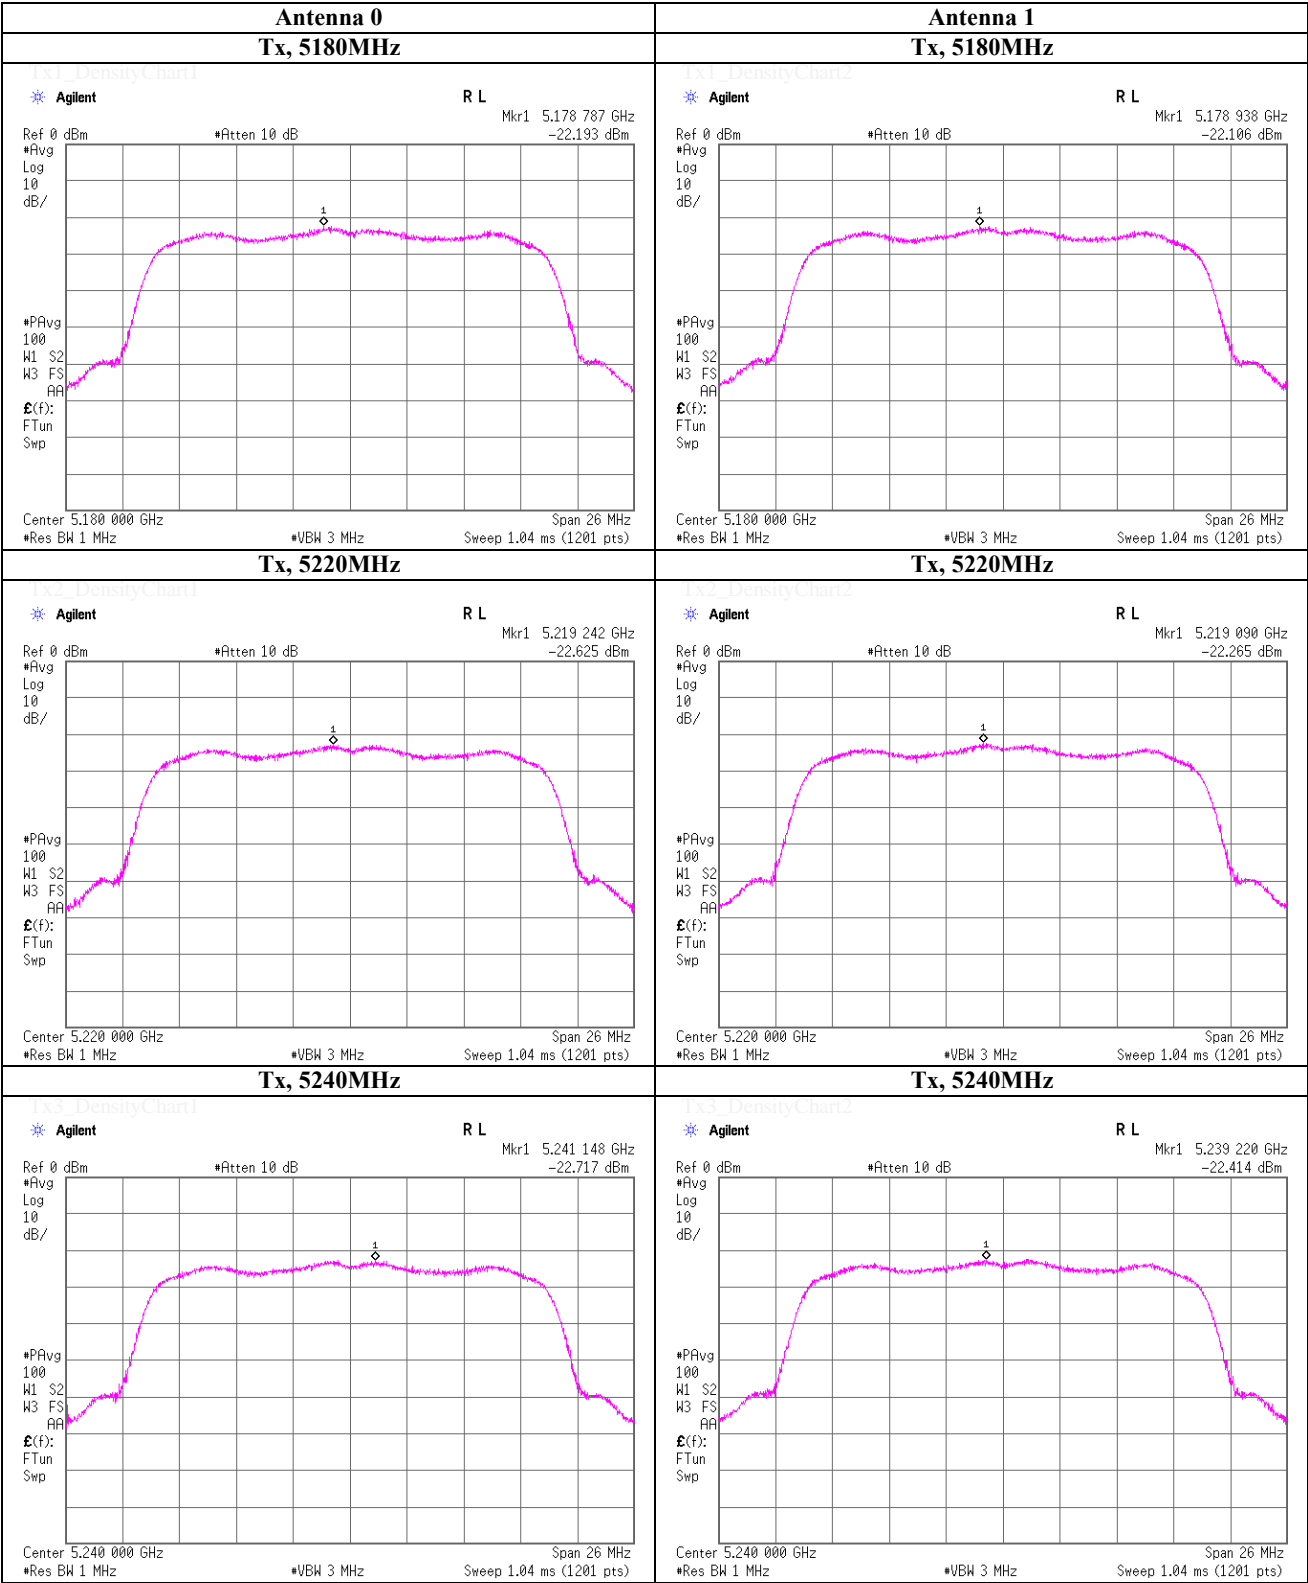 Antenna 0
Antenna 1
Tx, 5180MHz
Tx, 5180MHz
Tx1_DensityChart1
Agilent
R L
Mkr1 5.178 787 GHz
Ref 0 dBm #Atten 10 dB -22.193 dBm
#Avg
Log
10
dB/
1
#PAvg
100
W1 S2
W3 FS
AA
£(f):
FTun
Swp
Center 5.180 000 GHz Span 26 MHz
#Res BW 1 MHz #VBW 3 MHz Sweep 1.04 ms (1201 pts)
Tx1_DensityChart2
Agilent
R L
Mkr1 5.178 938 GHz
Ref 0 dBm #Atten 10 dB -22.106 dBm
#Avg
Log
10
dB/
1
#PAvg
100
W1 S2
W3 FS
AA
£(f):
FTun
Swp
Center 5.180 000 GHz Span 26 MHz
#Res BW 1 MHz #VBW 3 MHz Sweep 1.04 ms (1201 pts)
Tx, 5220MHz
Tx, 5220MHz
Tx2_DensityChart1
Agilent
R L
Mkr1 5.219 242 GHz
Ref 0 dBm #Atten 10 dB -22.625 dBm
#Avg
Log
10
dB/
1
#PAvg
100
W1 S2
W3 FS
AA
£(f):
FTun
Swp
Center 5.220 000 GHz Span 26 MHz
#Res BW 1 MHz #VBW 3 MHz Sweep 1.04 ms (1201 pts)
Tx2_DensityChart2
Agilent
R L
Mkr1 5.219 090 GHz
Ref 0 dBm #Atten 10 dB -22.265 dBm
#Avg
Log
10
dB/
1
#PAvg
100
W1 S2
W3 FS
AA
£(f):
FTun
Swp
Center 5.220 000 GHz Span 26 MHz
#Res BW 1 MHz #VBW 3 MHz Sweep 1.04 ms (1201 pts)
Tx, 5240MHz
Tx, 5240MHz
Tx3_DensityChart1
Agilent
R L
Mkr1 5.241 148 GHz
Ref 0 dBm #Atten 10 dB -22.717 dBm
#Avg
Log
10
dB/
1
#PAvg
100
W1 S2
W3 FS
AA
£(f):
FTun
Swp
Center 5.240 000 GHz Span 26 MHz
#Res BW 1 MHz #VBW 3 MHz Sweep 1.04 ms (1201 pts)
Tx3_DensityChart2
Agilent
R L
Mkr1 5.239 220 GHz
Ref 0 dBm #Atten 10 dB -22.414 dBm
#Avg
Log
10
dB/
1
#PAvg
100
W1 S2
W3 FS
AA
£(f):
FTun
Swp
Center 5.240 000 GHz Span 26 MHz
#Res BW 1 MHz #VBW 3 MHz Sweep 1.04 ms (1201 pts)